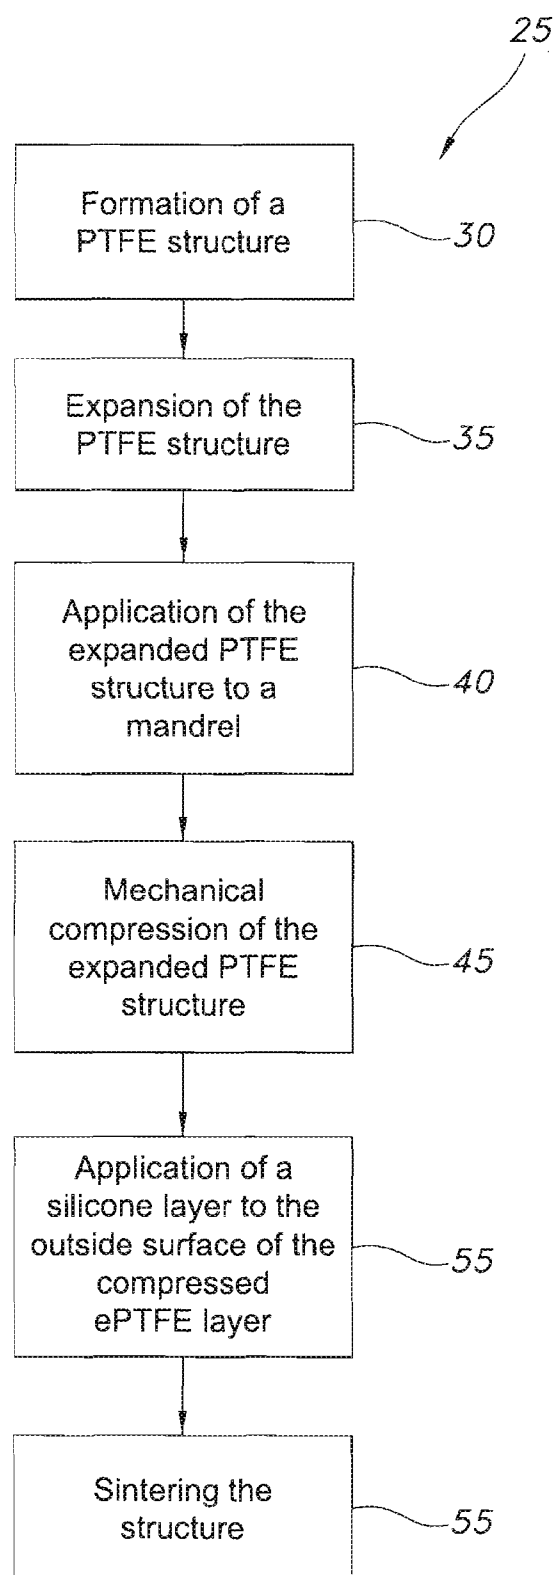 25
Formation of a
PTFE structure
30
Expansion of the
PTFE structure
35
Application of the
expanded PTFE
structure to a
mandrel
40
Mechanical
compression of the
expanded PTFE
structure
45
Application of a
silicone layer to the
outside surface of the
compressed
ePTFE layer
55
Sintering the
structure
55